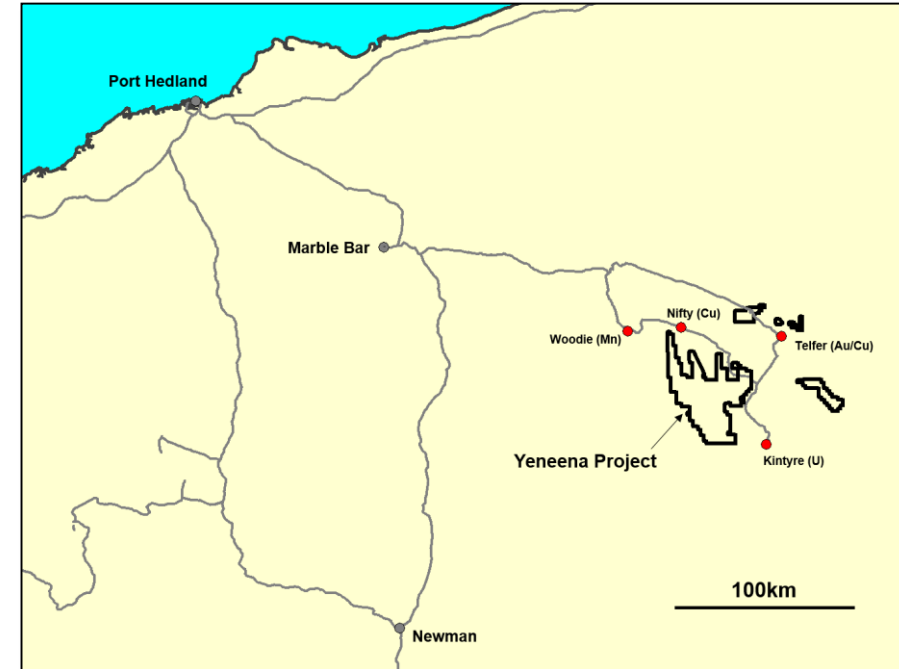 Port Hedland
Marble Bar
Nifty (Cu)
Woodie (Mn)
Telfer (Au/Cu)
Yeneena Project
Kintyre (U)
100km
Newman